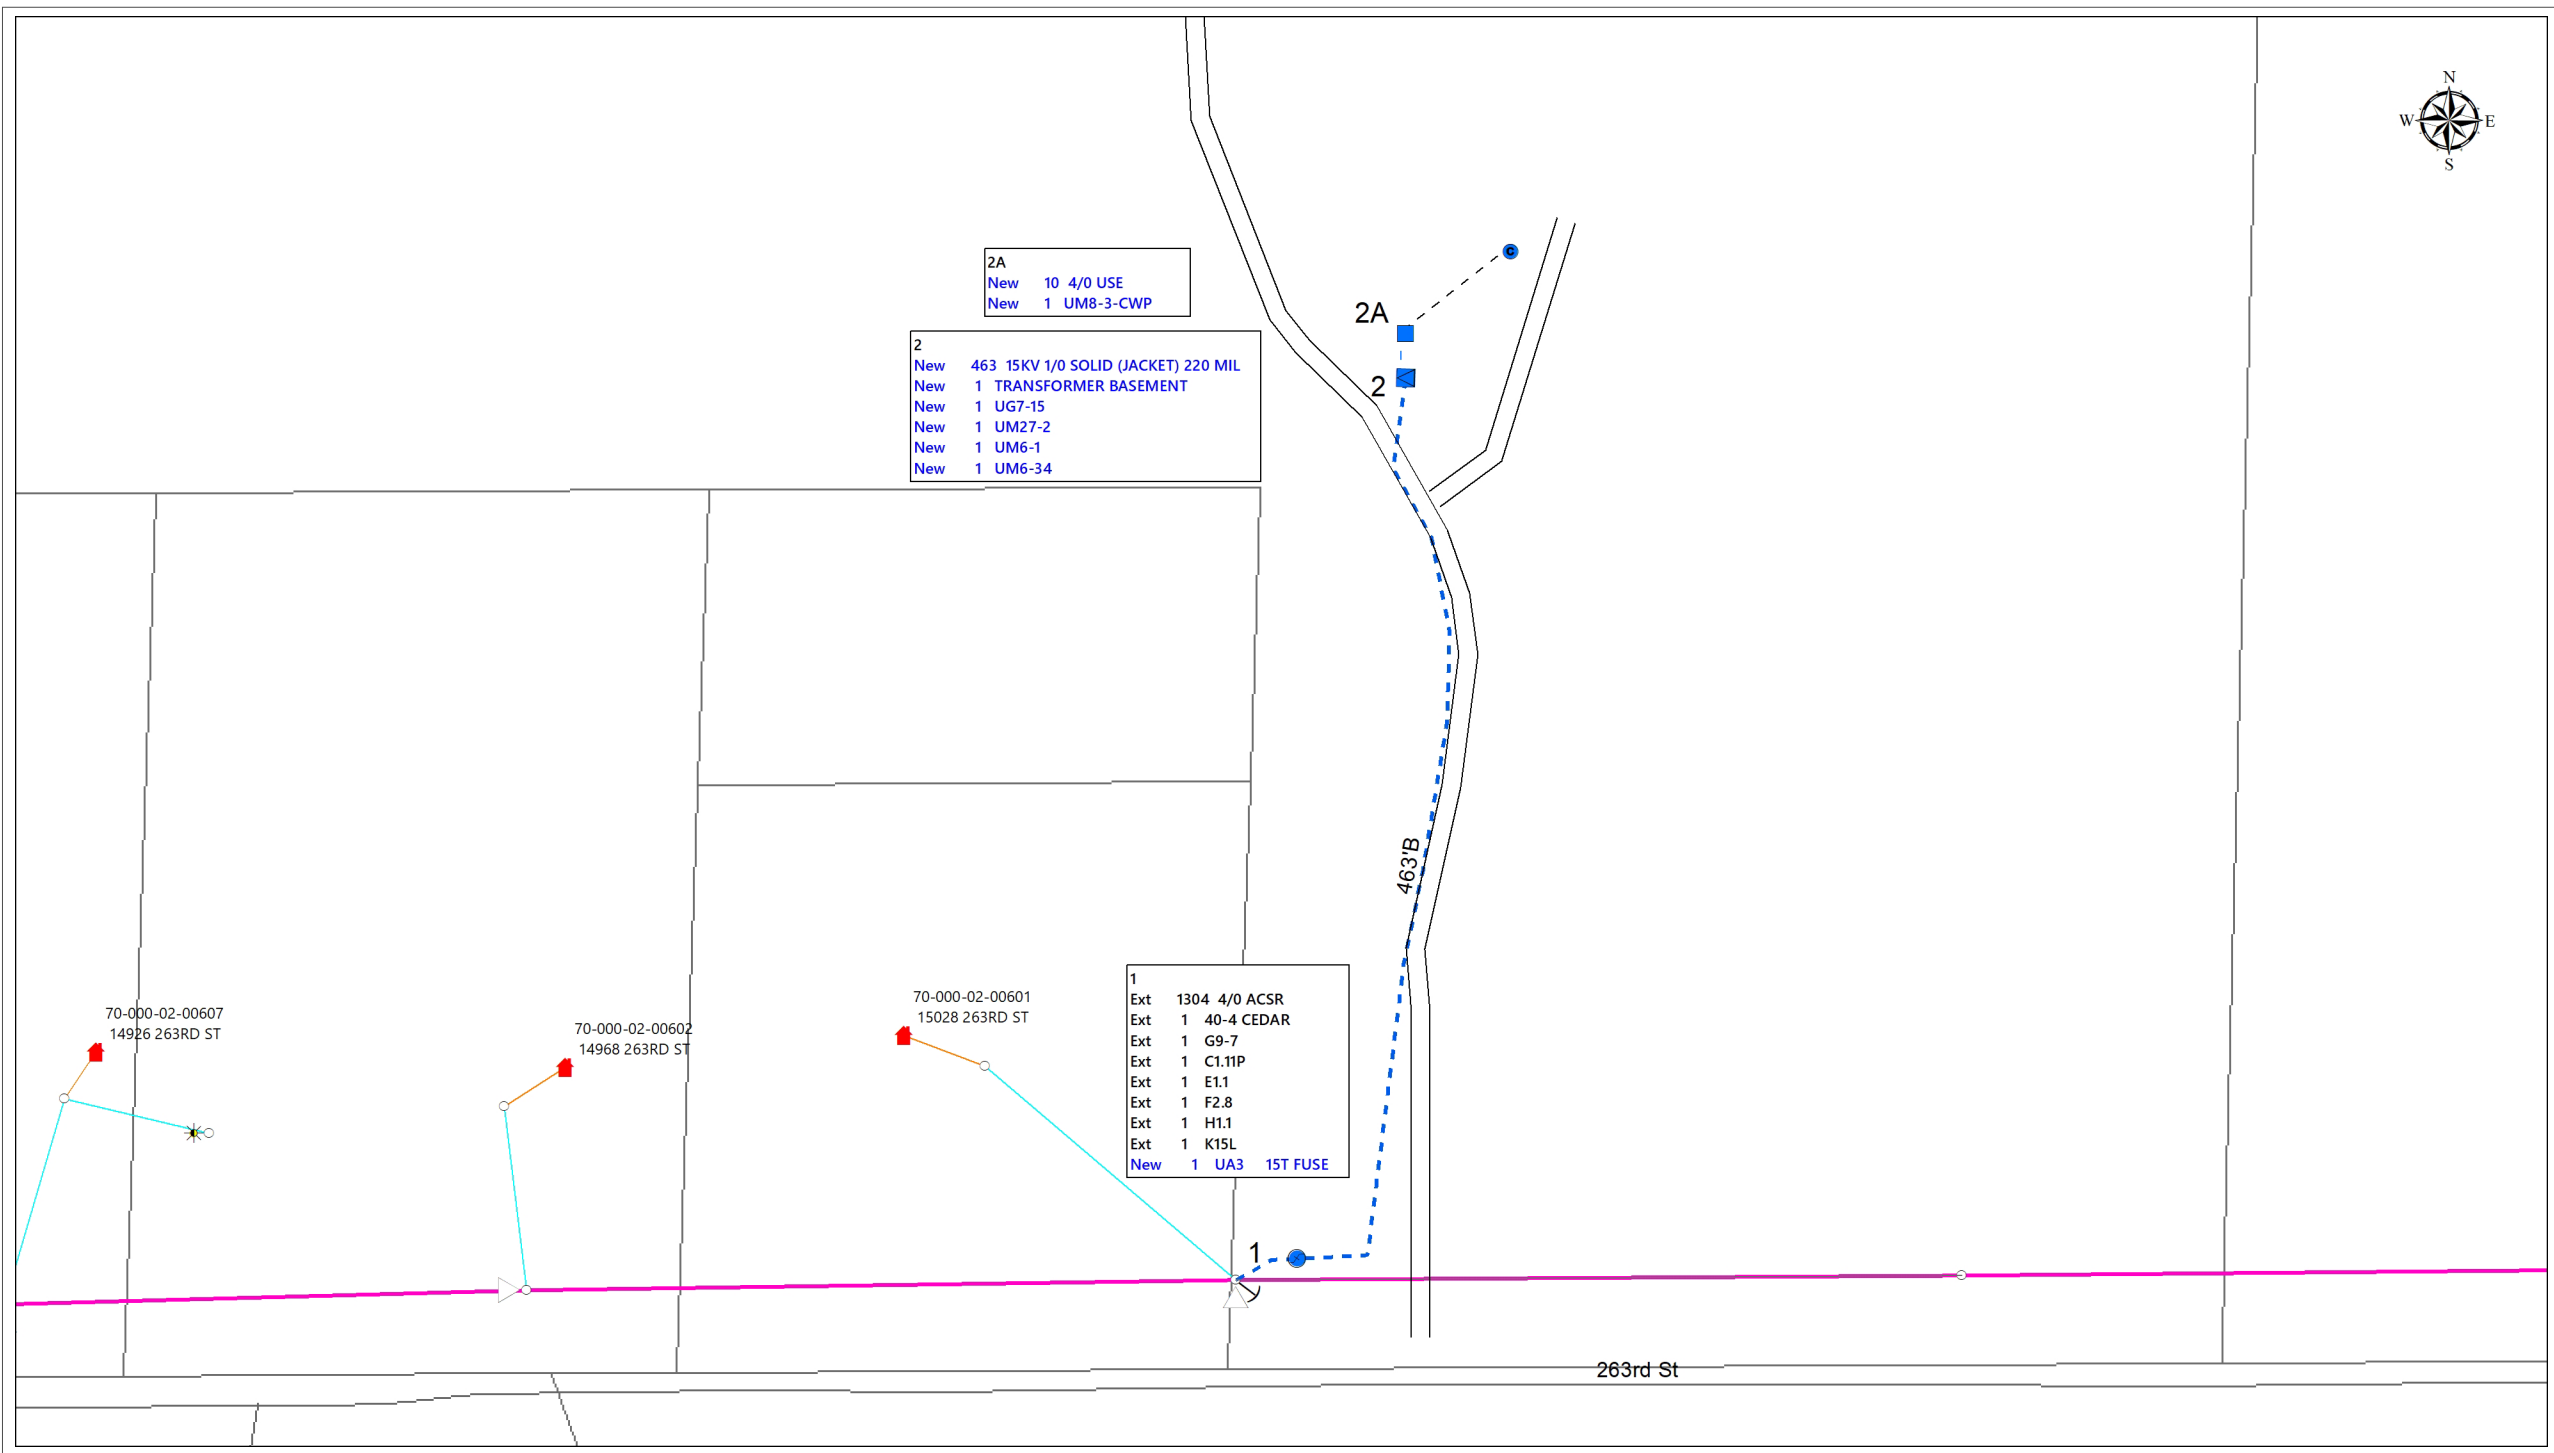 N
W E
S
2A
New 10 4/0 USE
New 1 UM8-3-CWP
2A
C
2
New 463 15KV 1/0 SOLID (JACKET) 220 MIL
New 1 TRANSFORMER BASEMENT
New 1 UG7-15
New 1 UM27-2
New 1 UM6-1
New 1 UM6-34
2
463'B
1
Ext 1304 4/0 ACSR
Ext 1 40-4 CEDAR
Ext 1 G9-7
Ext 1 C1.11P
Ext 1 E1.1
Ext 1 F2.8
Ext 1 H1.1
Ext 1 K15L
New 1 UA3 15T FUSE
70-000-02-00607
14926 263RD ST
70-000-02-00602
14968 263RD ST
70-000-02-00601
15028 263RD ST
1
263rd St